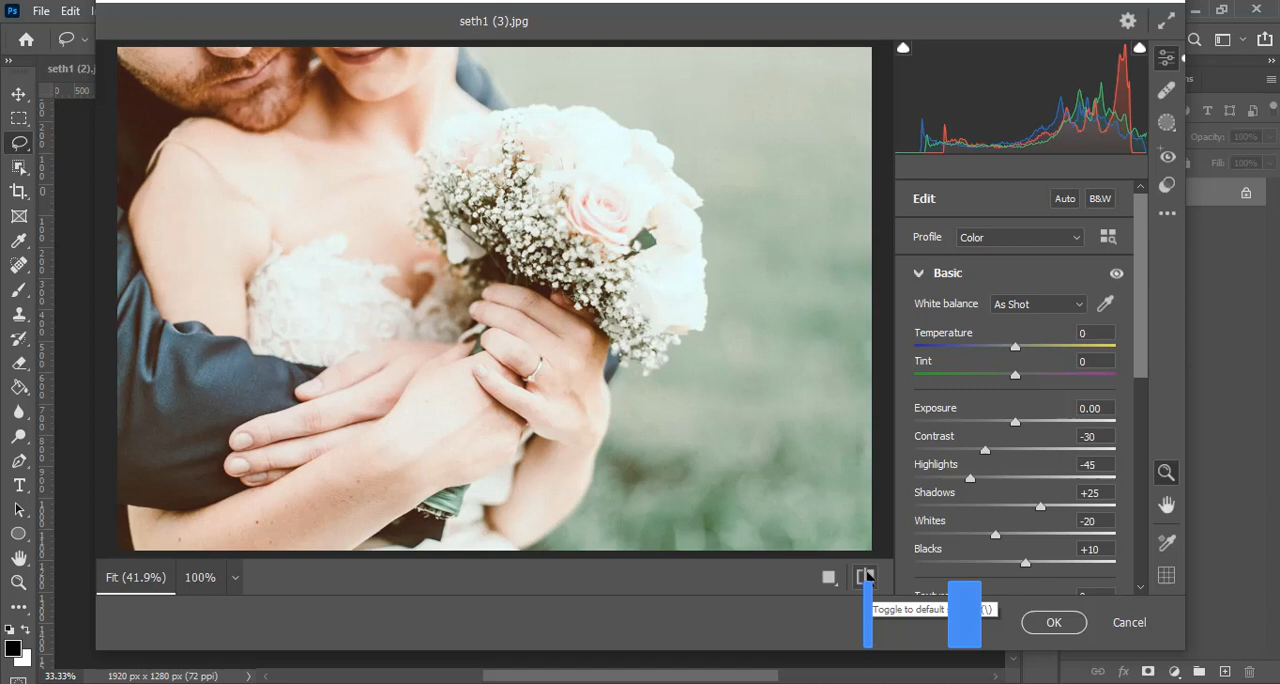 Ps File Edit
seth1 (3).jpg
seth1 (2).j
0 500
Edit Auto B&W
Profile Color
Basic
White balance As Shot
Temperature 0
Tint 0
Exposure 0.00
Contrast -30
Highlights -45
Shadows +25
Whites -20
Blacks +10
Opacity: 100%
Fill: 100%
Fit (41.9%) 100%
Toggle to default
(\)
OK Cancel
33.33% 1920 px x 1280 px (72 ppi)
fx